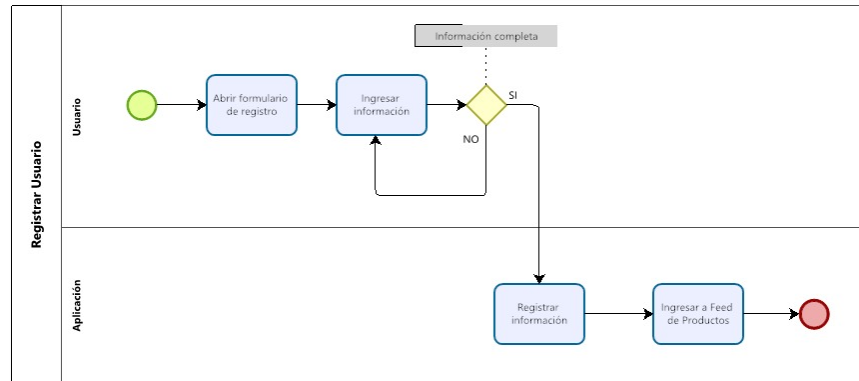 Registrar Usuario
Usuario
Información completa
Abrir formulario
de registro
Ingresar
información
SI
NO
Aplicación
Registrar
información
Ingresar a Feed
de Productos